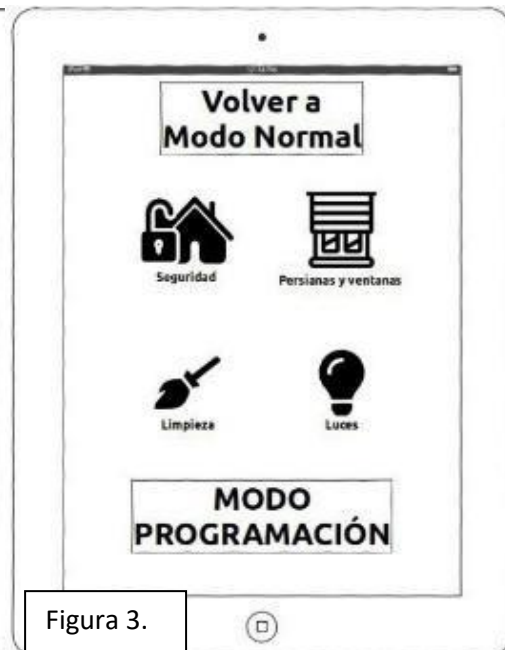 Volver a
Modo Normal
Seguridad
Persianas y ventanas
Limpieza
Luces
MODO
PROGRAMACIÓN
Figura 3.